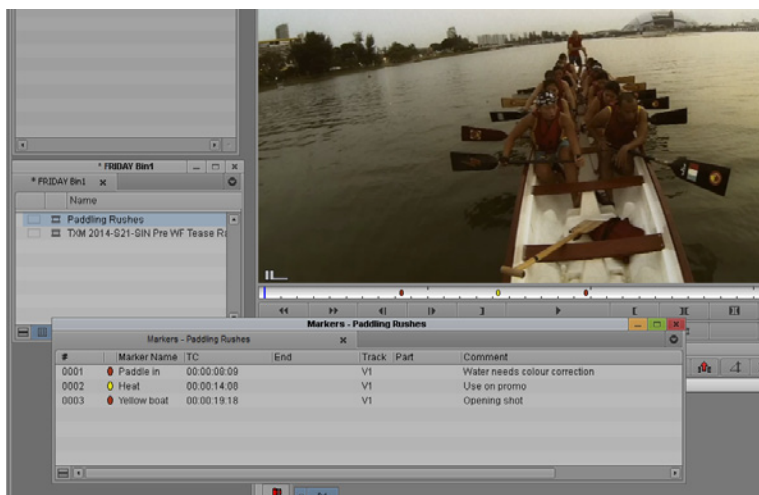 * FRIDAY Bin1
* FRIDAY Bin1
Name
Paddling Rushes
TXM 2014-S21-SIN Pre WF Tease R
Markers - Paddling Rushes
Markers - Paddling Rushes
# Marker Name TC End Track Part Comment
0001 Paddle in 00:00:08:09 V1 Water needs colour correction
0002 Heat 00:00:14:08 V1 Use on promo
0003 Yellow boat 00:00:19:18 V1 Opening shot